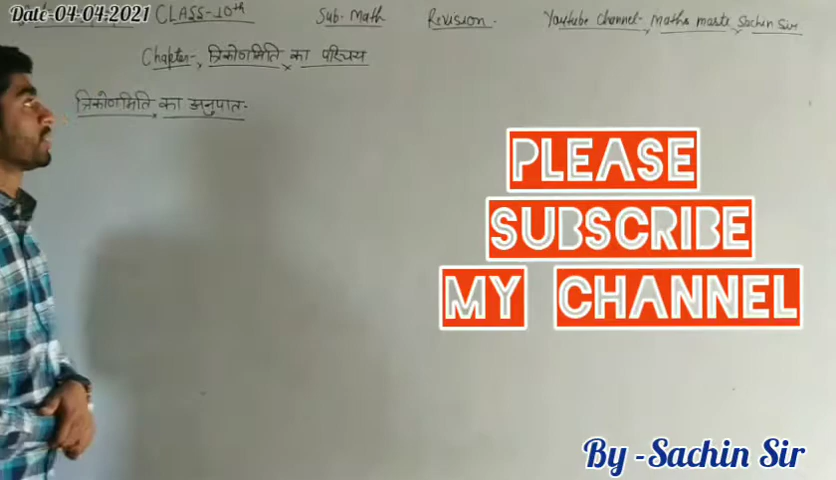 Date-04-04-2021 CLASS-10th Sub. Math Revision. Youtube Channel- Maths masti Sachin Sir
Chapter- त्रिकोणमिति का परिचय
त्रिकोणमिति का अनुपात-
PLEASE
SUBSCRIBE
MY CHANNEL
By -Sachin Sir